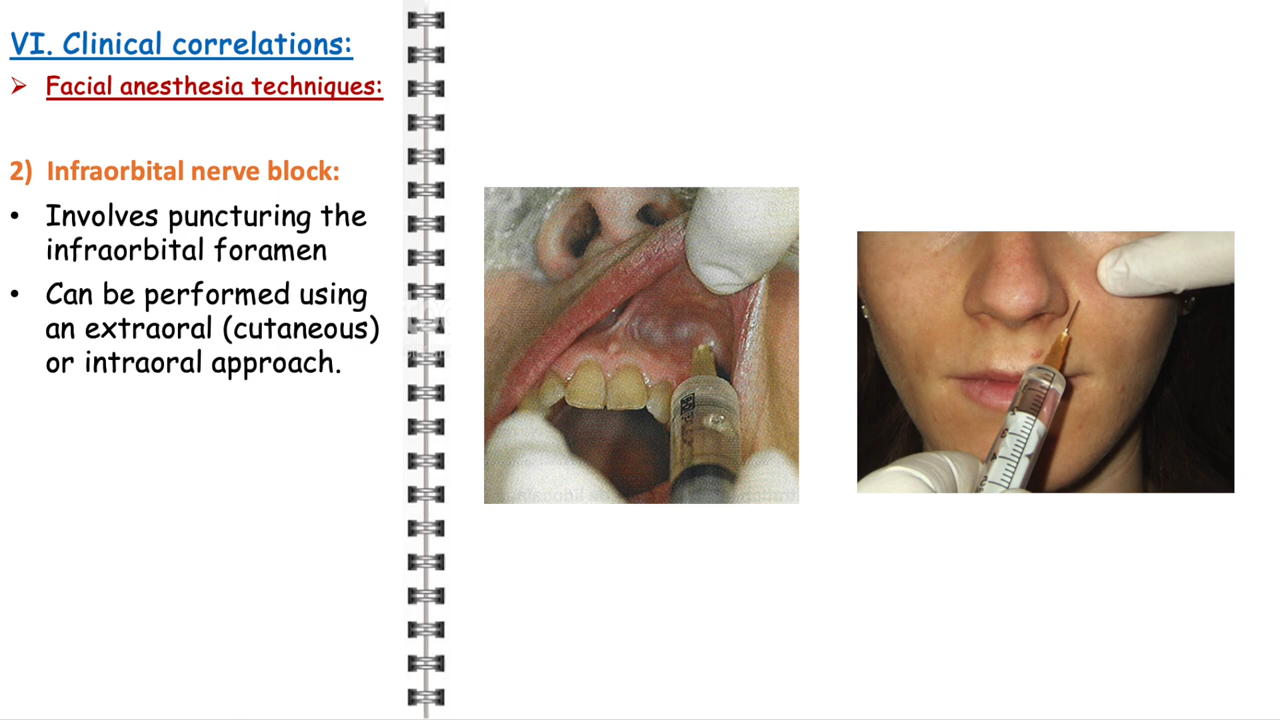 VI. Clinical correlations:
➢ Facial anesthesia techniques:
2) Infraorbital nerve block:
• Involves puncturing the
infraorbital foramen
• Can be performed using
an extraoral (cutaneous)
or intraoral approach.